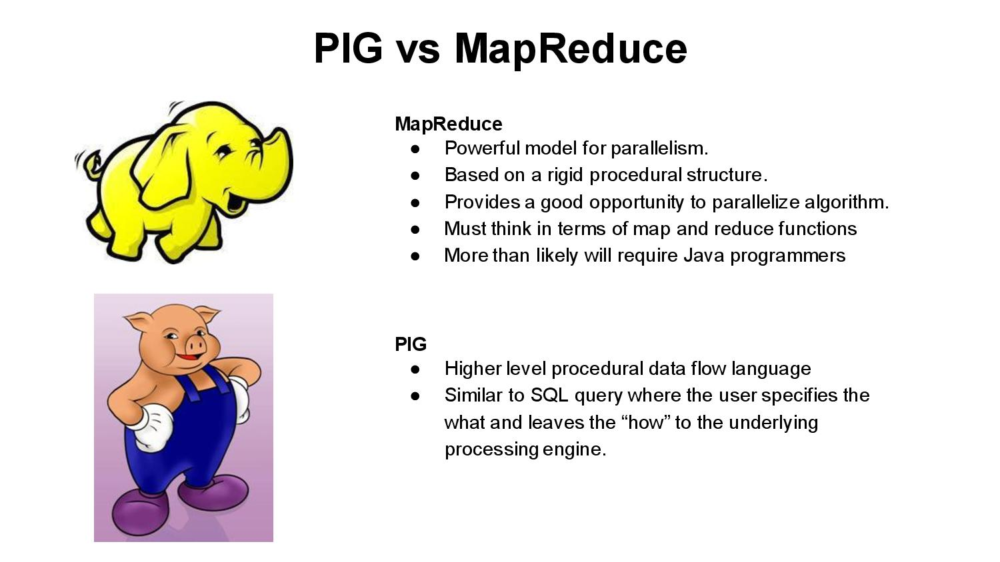 PIG vs MapReduce
MapReduce
● Powerful model for parallelism.
● Based on a rigid procedural structure.
● Provides a good opportunity to parallelize algorithm.
● Must think in terms of map and reduce functions
● More than likely will require Java programmers
PIG
● Higher level procedural data flow language
● Similar to SQL query where the user specifies the
what and leaves the “how” to the underlying
processing engine.